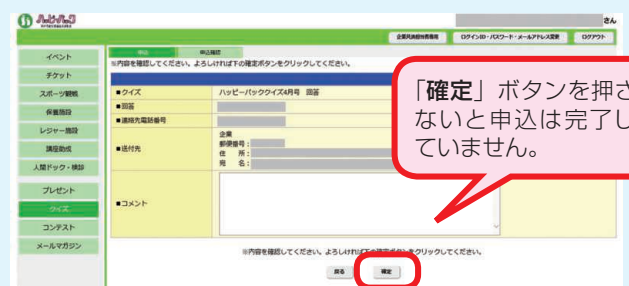 ハッピーパック
さん
企業共済担当者専用
ログインID・パスワード・メールアドレス変更
ログアウト
イベント
チケット
スポーツ観戦
保養施設
レジャー施設
講座助成
人間ドック・検診
プレゼント
クイズ
コンテスト
メールマガジン
申込
申込確認
※内容を確認してください。よろしければ下の確定ボタンをクリックしてください。
■クイズ
ハッピーパッククイズ4月号 回答
■回答
■連絡先電話番号
■送付先
企業
郵便番号：
住　所：
宛　名：
■コメント
※内容を確認してください。よろしければ下の確定ボタンをクリックしてください。
戻る
確定
「確定」ボタンを押さ
ないと申込は完了し
ていません。